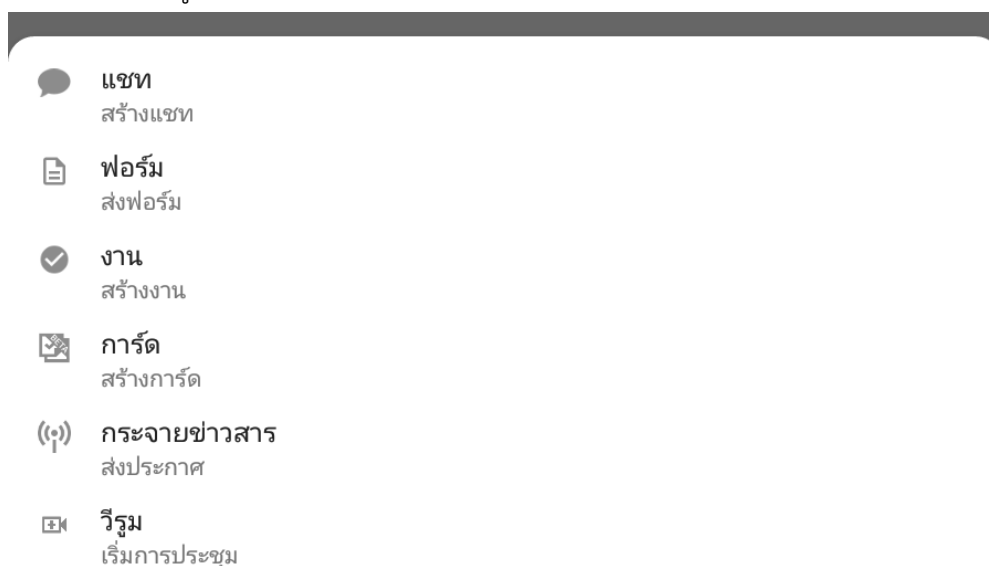 แชท
สร้างแชท
ฟอร์ม
ส่งฟอร์ม
งาน
สร้างงาน
การ์ด
สร้างการ์ด
กระจายข่าวสาร
ส่งประกาศ
วีรูม
เริ่มการประชุม